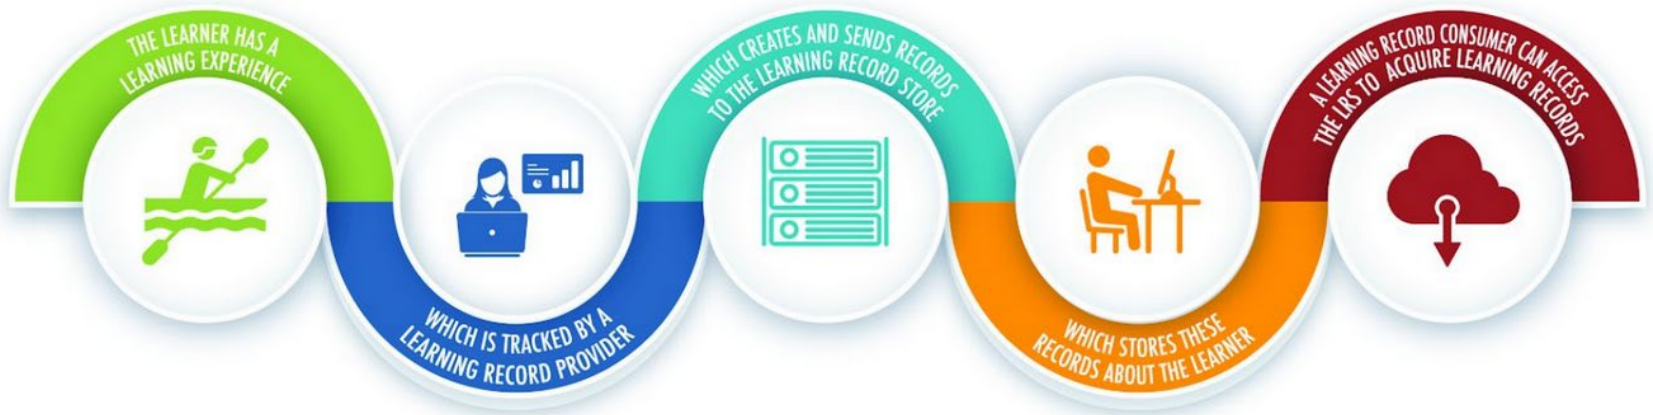 THE LEARNER HAS A
LEARNING EXPERIENCE
WHICH IS TRACKED BY A
LEARNING RECORD PROVIDER
WHICH CREATES AND SENDS RECORDS
TO THE LEARNING RECORD STORE
WHICH STORES THESE
RECORDS ABOUT THE LEARNER
A LEARNING RECORD CONSUMER CAN ACCESS
THE LRS TO ACQUIRE LEARNING RECORDS